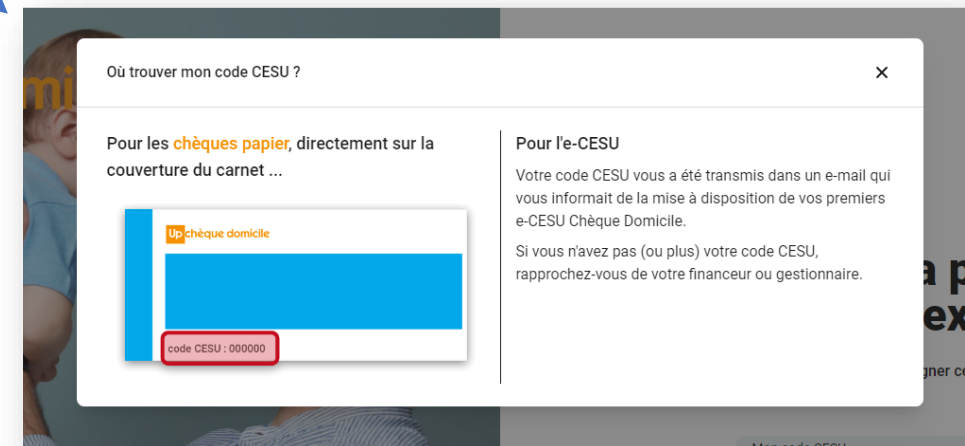 Où trouver mon code CESU ?
Pour les chèques papier, directement sur la
couverture du carnet ...
Up chèque domicile
code CESU : 000000
Pour l'e-CESU
Votre code CESU vous a été transmis dans un e-mail qui
vous informait de la mise à disposition de vos premiers
e-CESU Chèque Domicile.
Si vous n'avez pas (ou plus) votre code CESU,
rapprochez-vous de votre financeur ou gestionnaire.